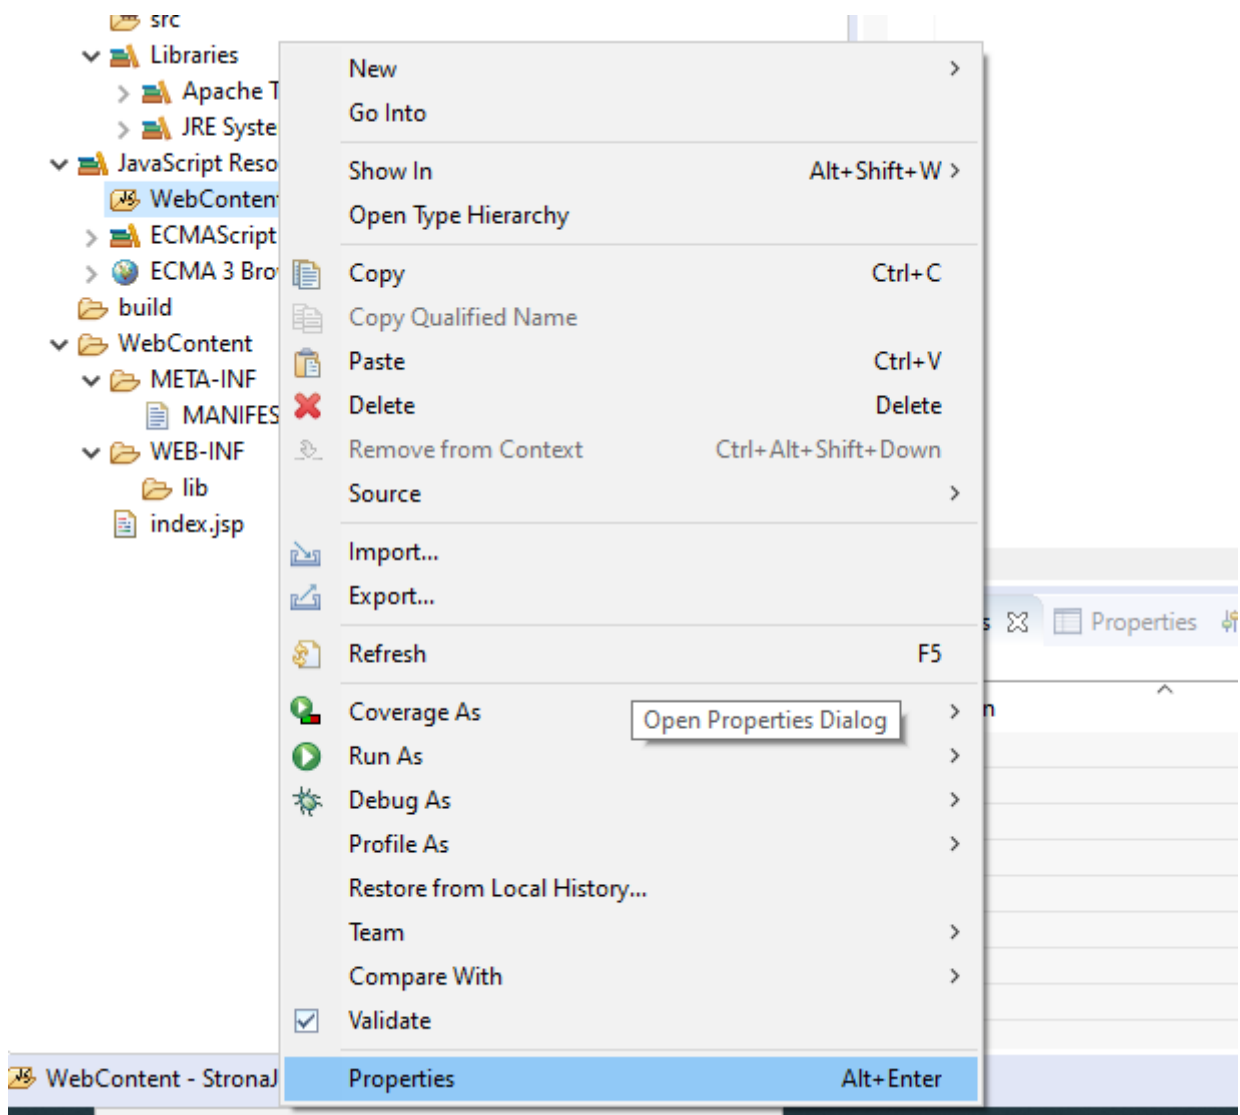 src
Libraries
Apache T
JRE Syste
JavaScript Reso
WebConten
ECMAScript
ECMA 3 Bro
build
WebContent
META-INF
MANIFES
WEB-INF
lib
index.jsp
New
Go Into
Show In Alt+Shift+W
Open Type Hierarchy
Copy Ctrl+C
Copy Qualified Name
Paste Ctrl+V
Delete Delete
Remove from Context Ctrl+Alt+Shift+Down
Source
Import...
Export...
Refresh F5
Coverage As
Open Properties Dialog
Run As
Debug As
Profile As
Restore from Local History...
Team
Compare With
Validate
Properties Alt+Enter
s Properties
n
WebContent - StronaJ